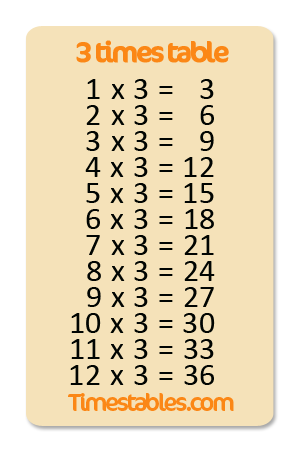 3 times table
1 x 3 = 3
2 x 3 = 6
3 x 3 = 9
4 x 3 = 12
5 x 3 = 15
6 x 3 = 18
7 x 3 = 21
8 x 3 = 24
9 x 3 = 27
10 x 3 = 30
11 x 3 = 33
12 x 3 = 36
Timestables.com